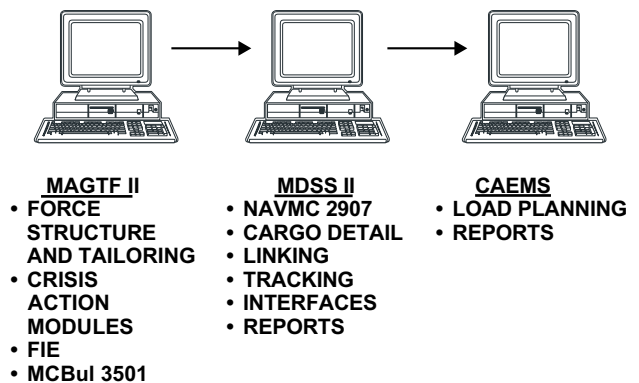 MAGTF II
• FORCE
STRUCTURE
AND TAILORING
• CRISIS
ACTION
MODULES
• FIE
• MCBul 3501
MDSS II
• NAVMC 2907
• CARGO DETAIL
• LINKING
• TRACKING
• INTERFACES
• REPORTS
CAEMS
• LOAD PLANNING
• REPORTS